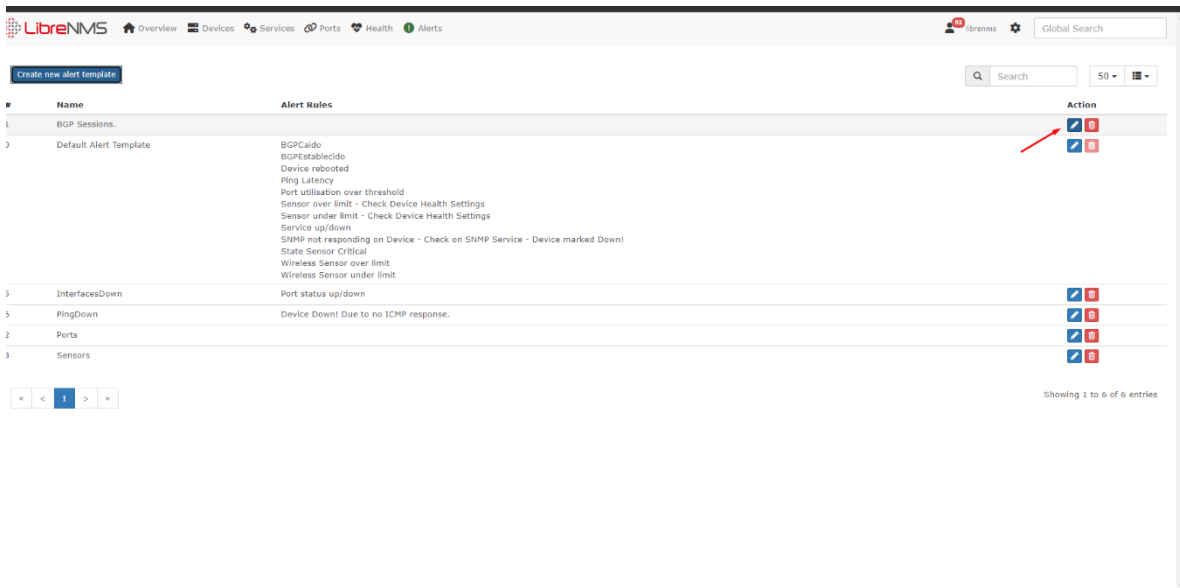 LibreNMS Overview Devices Services Ports Health Alerts 61 librenms Global Search
Create new alert template Search 50
# Name Alert Rules Action
1 BGP Sessions.
Default Alert Template BGPCaido
BGPEstablecido
Device rebooted
Ping Latency
Port utilisation over threshold
Sensor over limit - Check Device Health Settings
Sensor under limit - Check Device Health Settings
Service up/down
SNMP not responding on Device - Check on SNMP Service - Device marked Down!
State Sensor Critical
Wireless Sensor over limit
Wireless Sensor under limit
InterfacesDown Port status up/down
PingDown Device Down! Due to no ICMP response.
2 Ports
Sensors
« < 1 > » Showing 1 to 6 of 6 entries